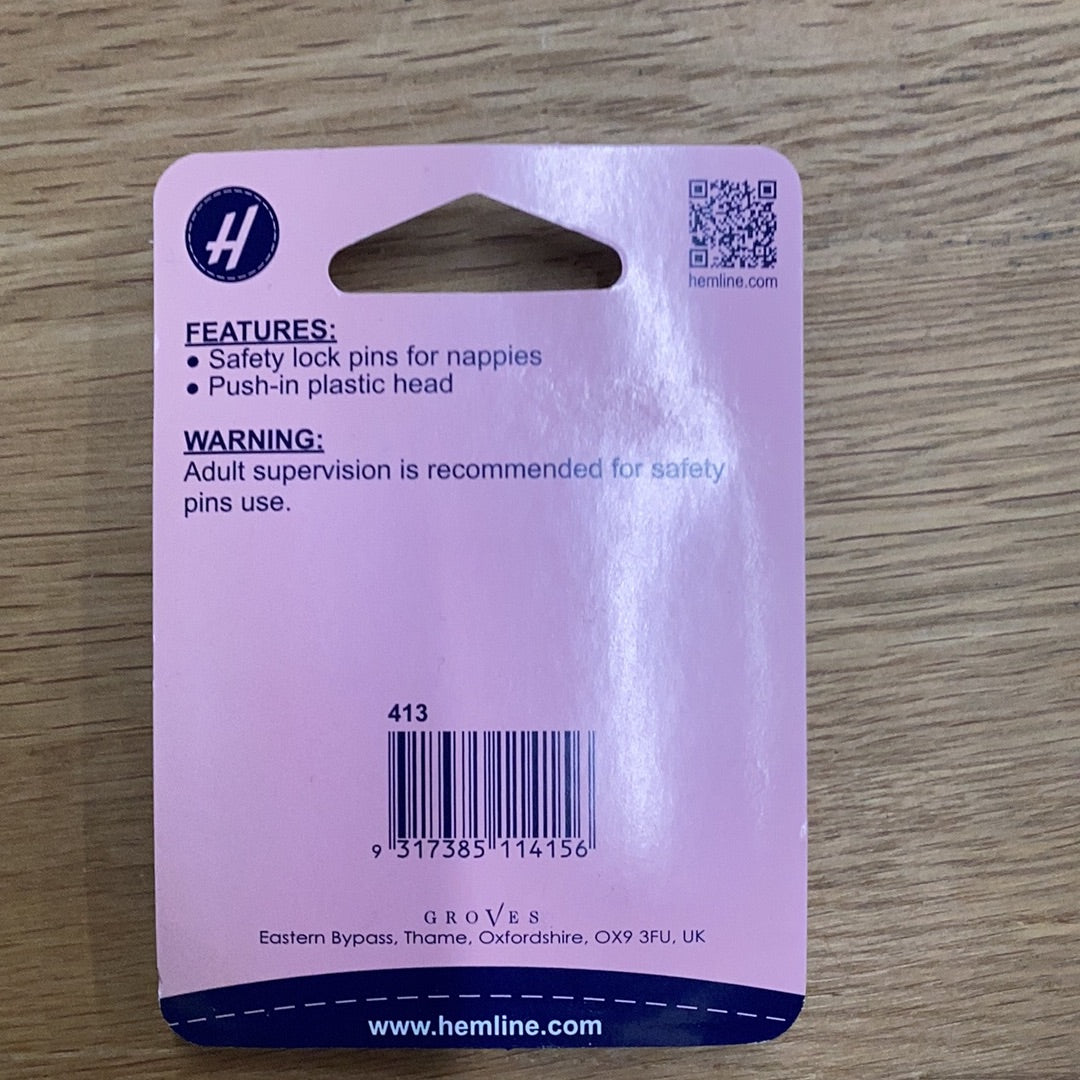 H
hemline.com
FEATURES:
• Safety lock pins for nappies
• Push-in plastic head
WARNING:
Adult supervision is recommended for safety
pins use.
413
9 317385 114156
GROVES
Eastern Bypass, Thame, Oxfordshire, OX9 3FU, UK
www.hemline.com